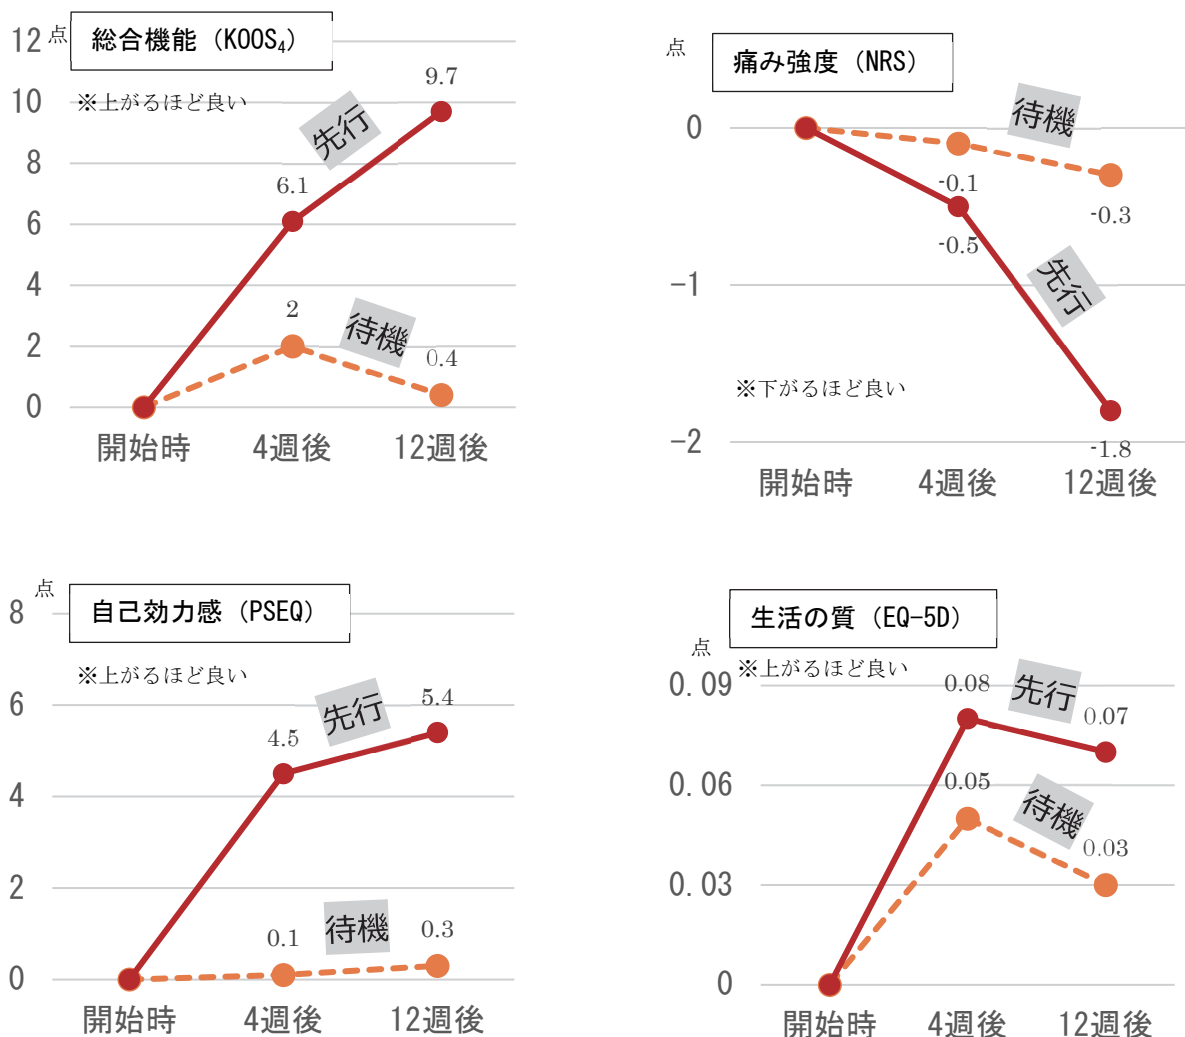 点
総合機能（KOOS₄）
※上がるほど良い
12
10
8
6
4
2
0
先行
9.7
6.1
待機
2
0.4
開始時
4週後
12週後
点
痛み強度（NRS）
0
-1
-2
待機
-0.1
-0.3
-0.5
先行
※下がるほど良い
-1.8
開始時
4週後
12週後
点
自己効力感（PSEQ）
※上がるほど良い
8
6
4
2
0
先行
5.4
4.5
待機
0.1
0.3
開始時
4週後
12週後
生活の質（EQ-5D）
点
※上がるほど良い
0.09
0.06
0.03
0
0.08
先行
0.07
0.05
待機
0.03
開始時
4週後
12週後